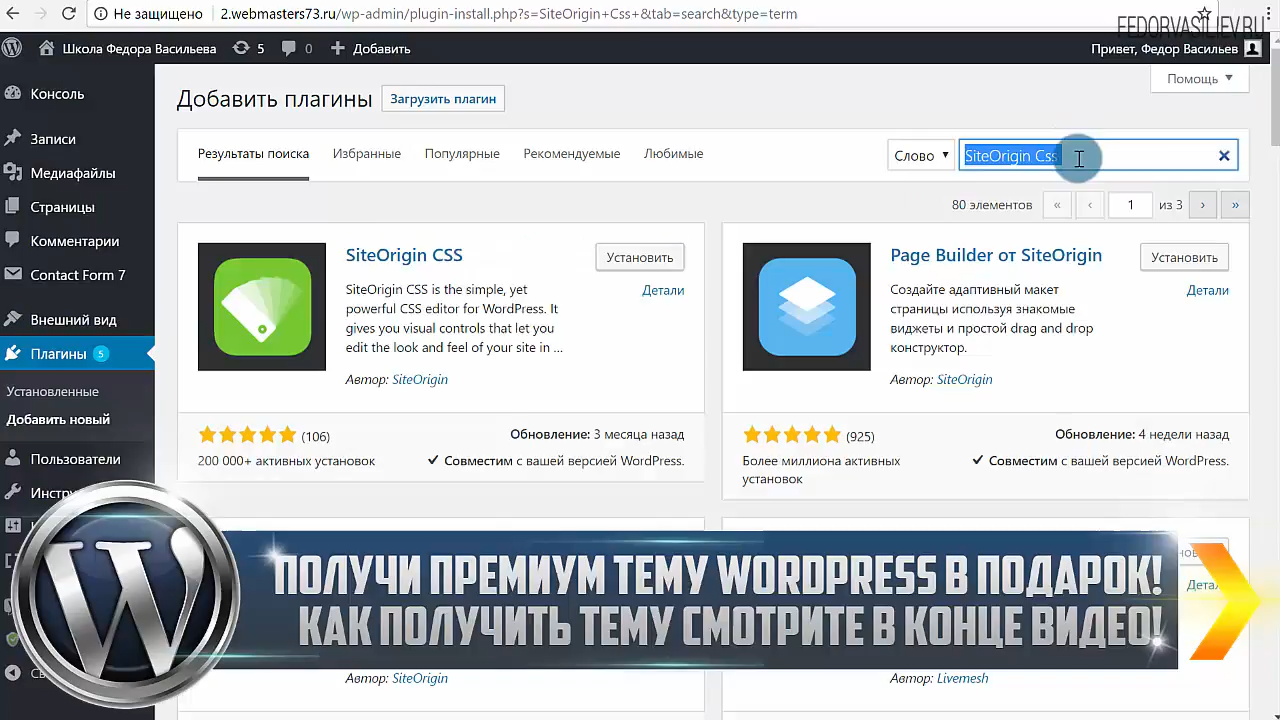 Не защищено
2.webmasters73.ru/wp-admin/plugin-install.php?s=SiteOrigin+Css+&tab=search&type=term
FEDORVASILIEV.RU
Школа Федора Васильева
5
0
Добавить
Привет, Федор Васильев
Помощь
Консоль
Записи
Медиафайлы
Страницы
Комментарии
Contact Form 7
Внешний вид
Плагины 5
Установленные
Добавить новый
Пользователи
Добавить плагины
Загрузить плагин
Результаты поиска
Избранные
Популярные
Рекомендуемые
Любимые
Слово
SiteOrigin Css
80 элементов
«
‹
1
из 3
›
»
SiteOrigin CSS
Установить
Детали
SiteOrigin CSS is the simple, yet
powerful CSS editor for WordPress. It
gives you visual controls that let you
edit the look and feel of your site in ...
Автор: SiteOrigin
(106)
Обновление: 3 месяца назад
200 000+ активных установок
Совместим с вашей версией WordPress.
Page Builder от SiteOrigin
Установить
Детали
Создайте адаптивный макет
страницы используя знакомые
виджеты и простой drag and drop
конструктор.
Автор: SiteOrigin
(925)
Обновление: 4 недели назад
Более миллиона активных
установок
Совместим с вашей версией WordPress.
W
ПОЛУЧИ ПРЕМИУМ ТЕМУ WORDPRESS В ПОДАРОК!
КАК ПОЛУЧИТЬ ТЕМУ СМОТРИТЕ В КОНЦЕ ВИДЕО!
Автор: SiteOrigin
Автор: Livemesh